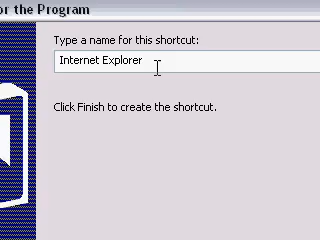 or the Program
Type a name for this shortcut:
Internet Explorer
Click Finish to create the shortcut.